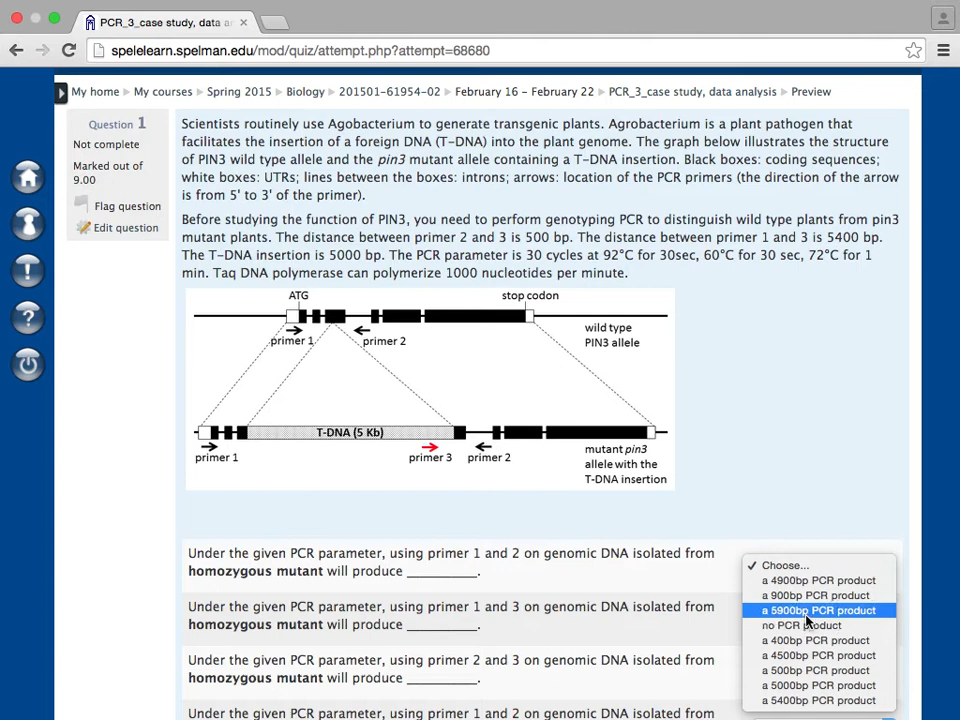 PCR_3_case study, data an
spelelearn.spelman.edu/mod/quiz/attempt.php?attempt=68680
My home My courses Spring 2015 Biology 201501-61954-02 February 16 - February 22 PCR_3_case study, data analysis Preview
Question 1
Not complete
Marked out of
9.00
Flag question
Edit question
Scientists routinely use Agobacterium to generate transgenic plants. Agrobacterium is a plant pathogen that
facilitates the insertion of a foreign DNA (T-DNA) into the plant genome. The graph below illustrates the structure
of PIN3 wild type allele and the pin3 mutant allele containing a T-DNA insertion. Black boxes: coding sequences;
white boxes: UTRs; lines between the boxes: introns; arrows: location of the PCR primers (the direction of the arrow
is from 5' to 3' of the primer).
Before studying the function of PIN3, you need to perform genotyping PCR to distinguish wild type plants from pin3
mutant plants. The distance between primer 2 and 3 is 500 bp. The distance between primer 1 and 3 is 5400 bp.
The T-DNA insertion is 5000 bp. The PCR parameter is 30 cycles at 92°C for 30sec, 60°C for 30 sec, 72°C for 1
min. Taq DNA polymerase can polymerize 1000 nucleotides per minute.
ATG
stop codon
primer 1
primer 2
wild type
PIN3 allele
T-DNA (5 Kb)
primer 1
primer 3
primer 2
mutant pin3
allele with the
T-DNA insertion
Under the given PCR parameter, using primer 1 and 2 on genomic DNA isolated from
homozygous mutant will produce __________.
Under the given PCR parameter, using primer 1 and 3 on genomic DNA isolated from
homozygous mutant will produce __________.
Under the given PCR parameter, using primer 2 and 3 on genomic DNA isolated from
homozygous mutant will produce __________.
Under the given PCR parameter, using primer 1 and 2 on genomic DNA isolated from
✓ Choose...
a 4900bp PCR product
a 900bp PCR product
a 5900bp PCR product
no PCR product
a 400bp PCR product
a 4500bp PCR product
a 500bp PCR product
a 5000bp PCR product
a 5400bp PCR product